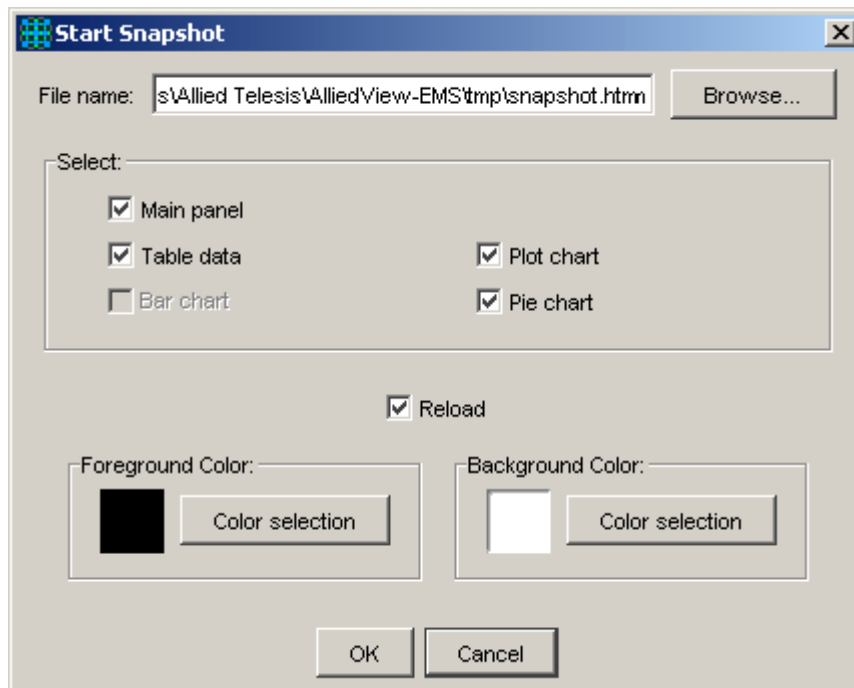 Start Snapshot
File name: s\Allied Telesis\AlliedView-EMS\tmp\snapshot.htm Browse...
Select:
Main panel
Table data Plot chart
Bar chart Pie chart
Reload
Foreground Color: Background Color:
Color selection Color selection
OK Cancel